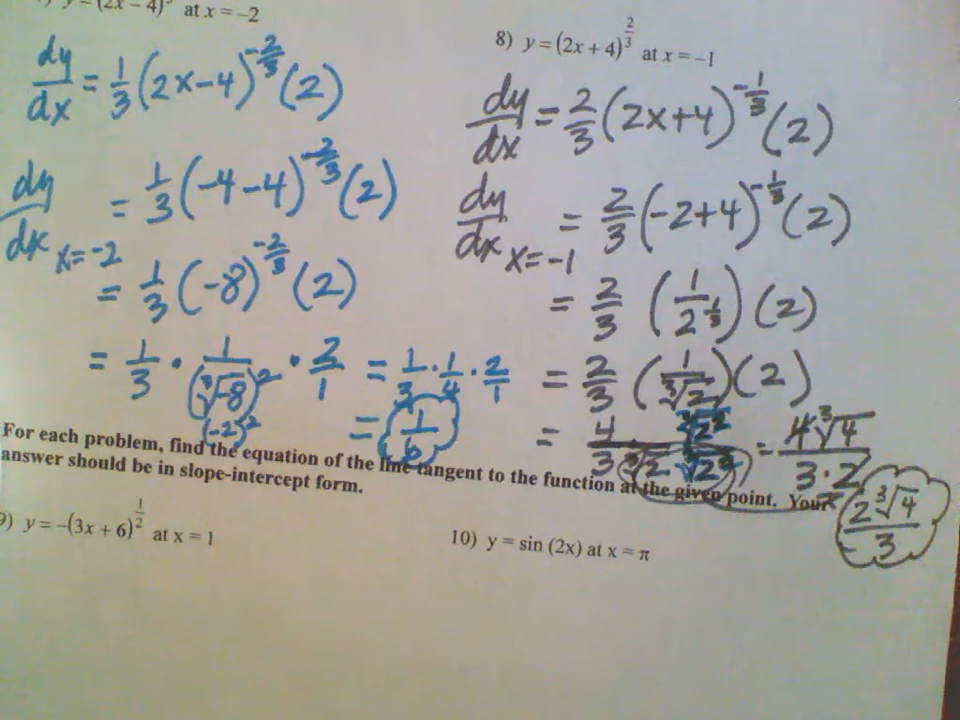 y = (2x − 4) at x = −2
dy/dx = 1/3 (2x−4)^(-2/3) (2)
dy/dx x=-2 = 1/3 (-4-4)^(-2/3) (2)
= 1/3 (-8)^(-2/3) (2)
= 1/3 · 1/(∛-8)² · 2/1 = 1/3 · 1/4 · 2/1
(-2)² = 1/6
8) y = (2x + 4)^(2/3) at x = −1
dy/dx = 2/3 (2x+4)^(-1/3) (2)
dy/dx x=-1 = 2/3 (-2+4)^(-1/3) (2)
= 2/3 (1/2^(1/3)) (2)
= 2/3 (1/∛2) (2)
= 4/(3∛2) ∛2²/∛2² = 4∛4/(3·2)
2∛4/3
For each problem, find the equation of the line tangent to the function at the given point. Your
answer should be in slope-intercept form.
9) y = −(3x + 6)^(1/2) at x = 1
10) y = sin (2x) at x = π